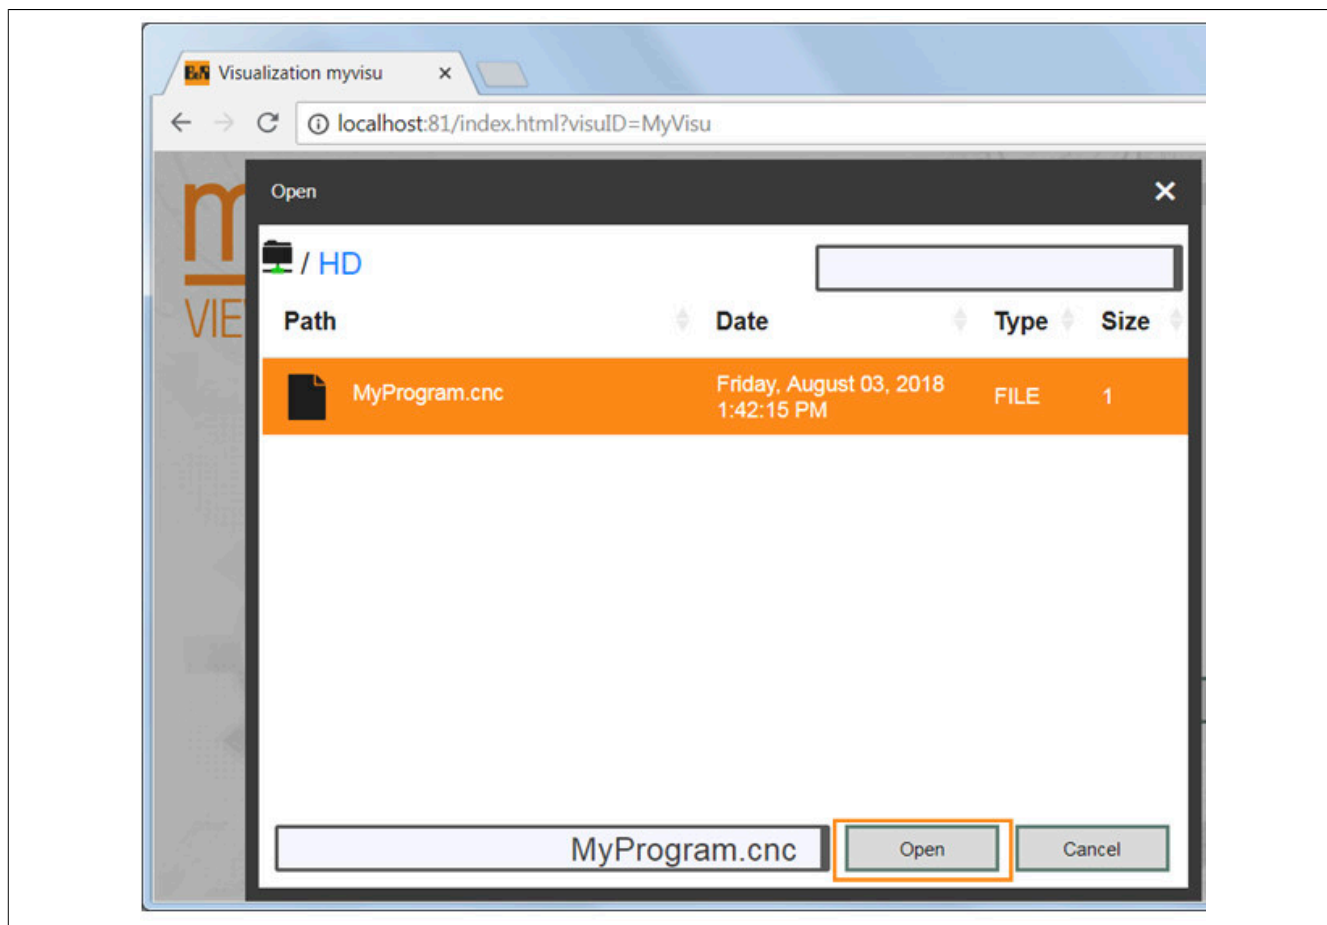 B&R Visualization myvisu
localhost:81/index.html?visuID=MyVisu
m
VIE
Open
/ HD
Path Date Type Size
MyProgram.cnc Friday, August 03, 2018 1:42:15 PM FILE 1
MyProgram.cnc Open Cancel